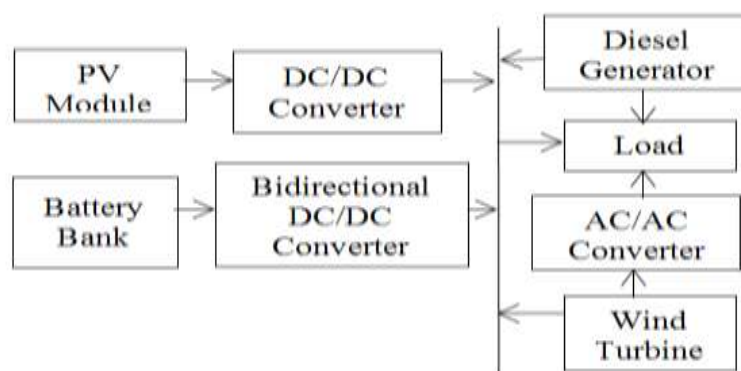 PV
Module
DC/DC
Converter
Diesel
Generator
Load
Battery
Bank
Bidirectional
DC/DC
Converter
AC/AC
Converter
Wind
Turbine